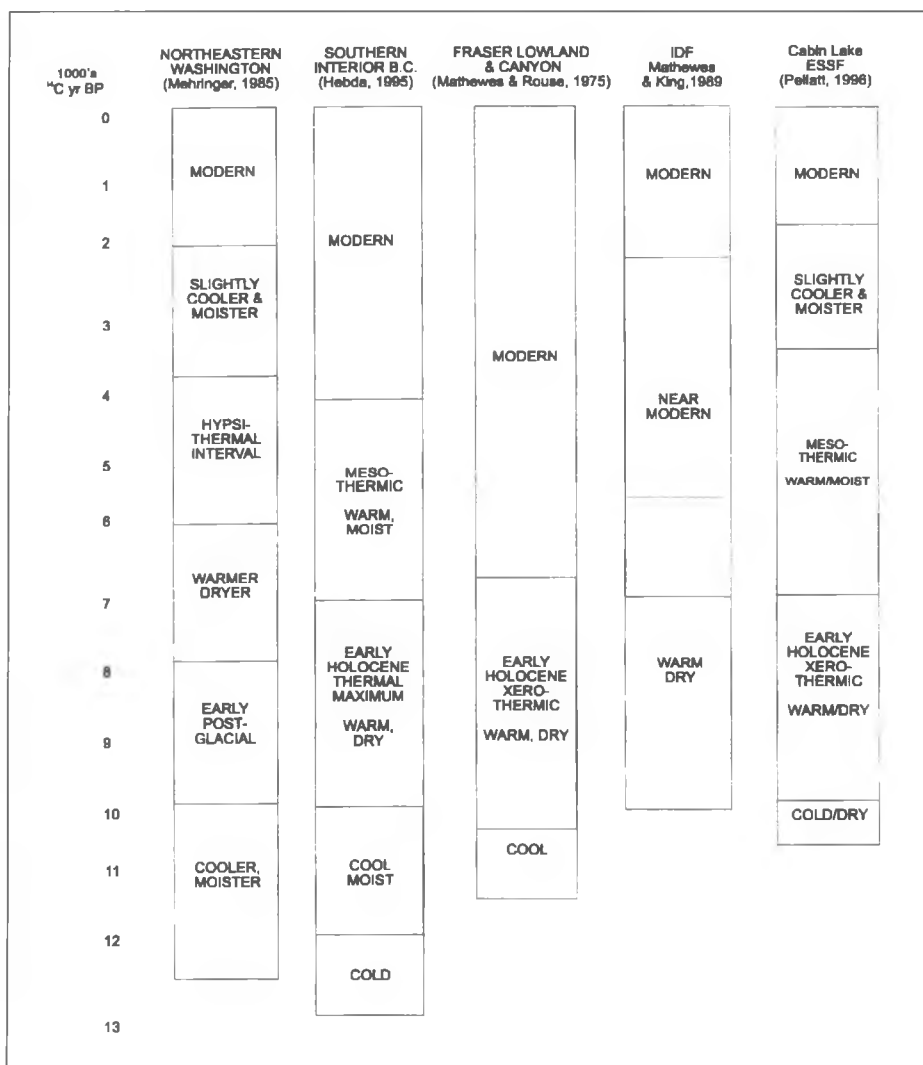 1000's
14C yr BP
NORTHEASTERN
WASHINGTON
(Mehringer, 1985)
SOUTHERN
INTERIOR B.C.
(Hebda, 1995)
FRASER LOWLAND
& CANYON
(Mathewes & Rouse, 1975)
IDF
Mathewes
& King,1989
Cabin Lake
ESSF
(Pellatt, 1996)
0
1
2
3
4
5
6
7
8
9
10
11
12
13
MODERN
SLIGHTLY
COOLER &
MOISTER
HYPSI-
THERMAL
INTERVAL
WARMER
DRYER
EARLY
POST-
GLACIAL
COOLER,
MOISTER
MODERN
MESO-
THERMIC
WARM,
MOIST
EARLY
HOLOCENE
THERMAL
MAXIMUM
WARM,
DRY
COOL
MOIST
COLD
MODERN
EARLY
HOLOCENE
XERO-
THERMIC
WARM, DRY
COOL
MODERN
NEAR
MODERN
WARM
DRY
MODERN
SLIGHTLY
COOLER &
MOISTER
MESO-
THERMIC
WARM/MOIST
EARLY
HOLOCENE
XERO-
THERMIC
WARM/DRY
COLD/DRY